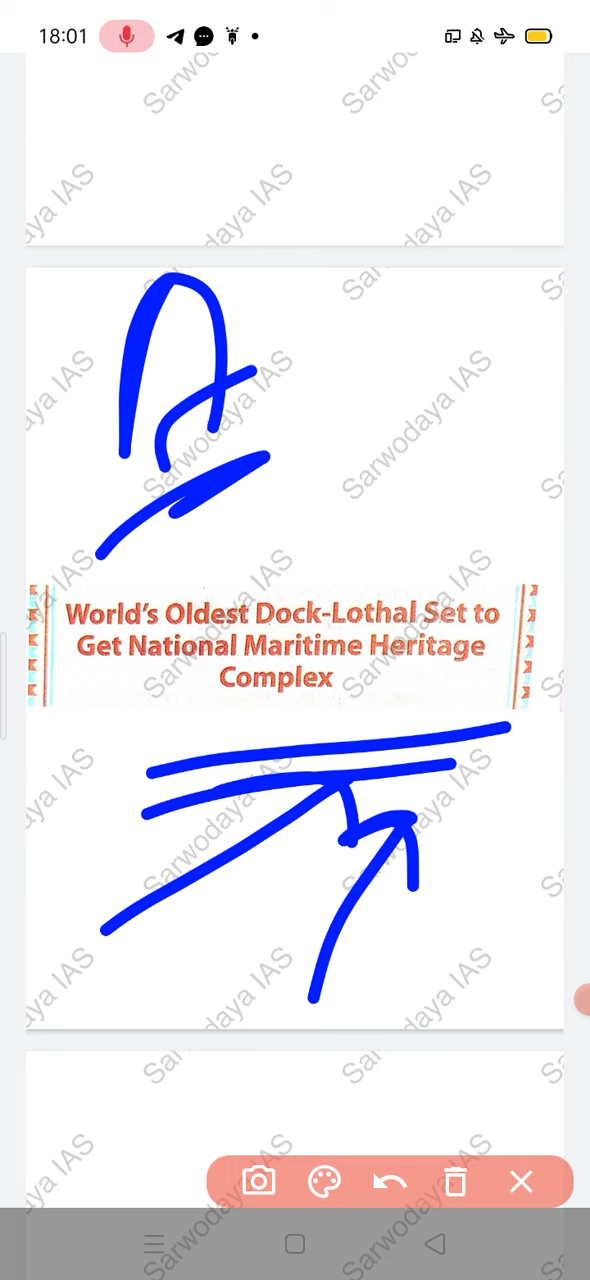 18:01
Sarwodaya IAS
World's Oldest Dock-Lothal Set to
Get National Maritime Heritage
Complex